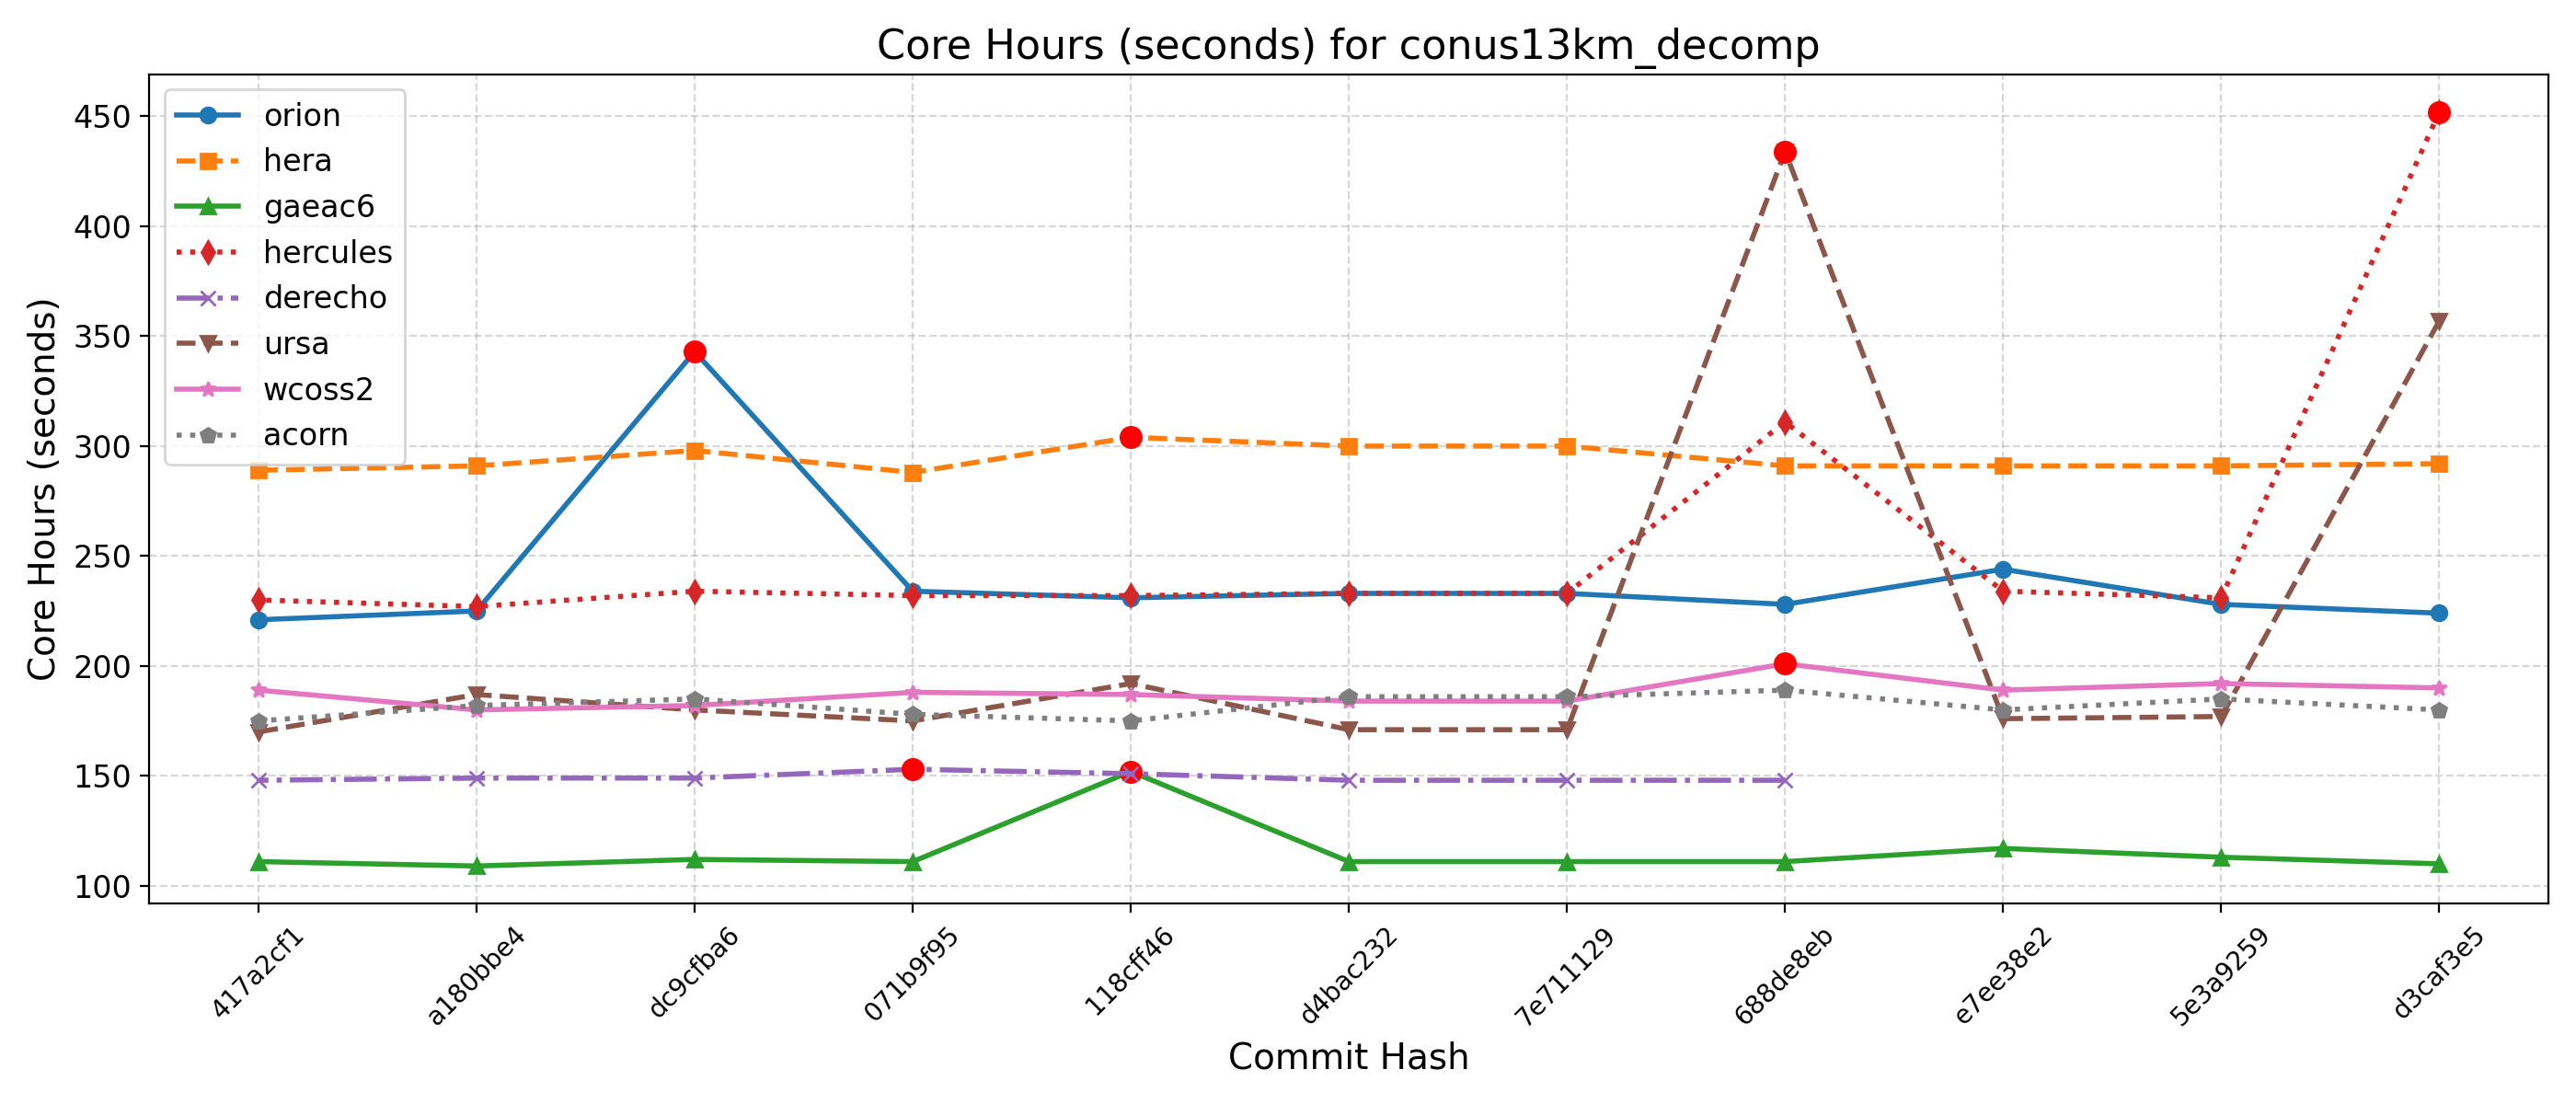 Core Hours (seconds) for conus13km_decomp
Core Hours (seconds)
450
400
350
300
250
200
150
100
orion
hera
gaeac6
hercules
derecho
ursa
wcoss2
acorn
417a2cf1
a180bbe4
dc9cfba6
071b9f95
118cff46
d4bac232
7e711129
688de8eb
e7ee38e2
5e3a9259
d3caf3e5
Commit Hash